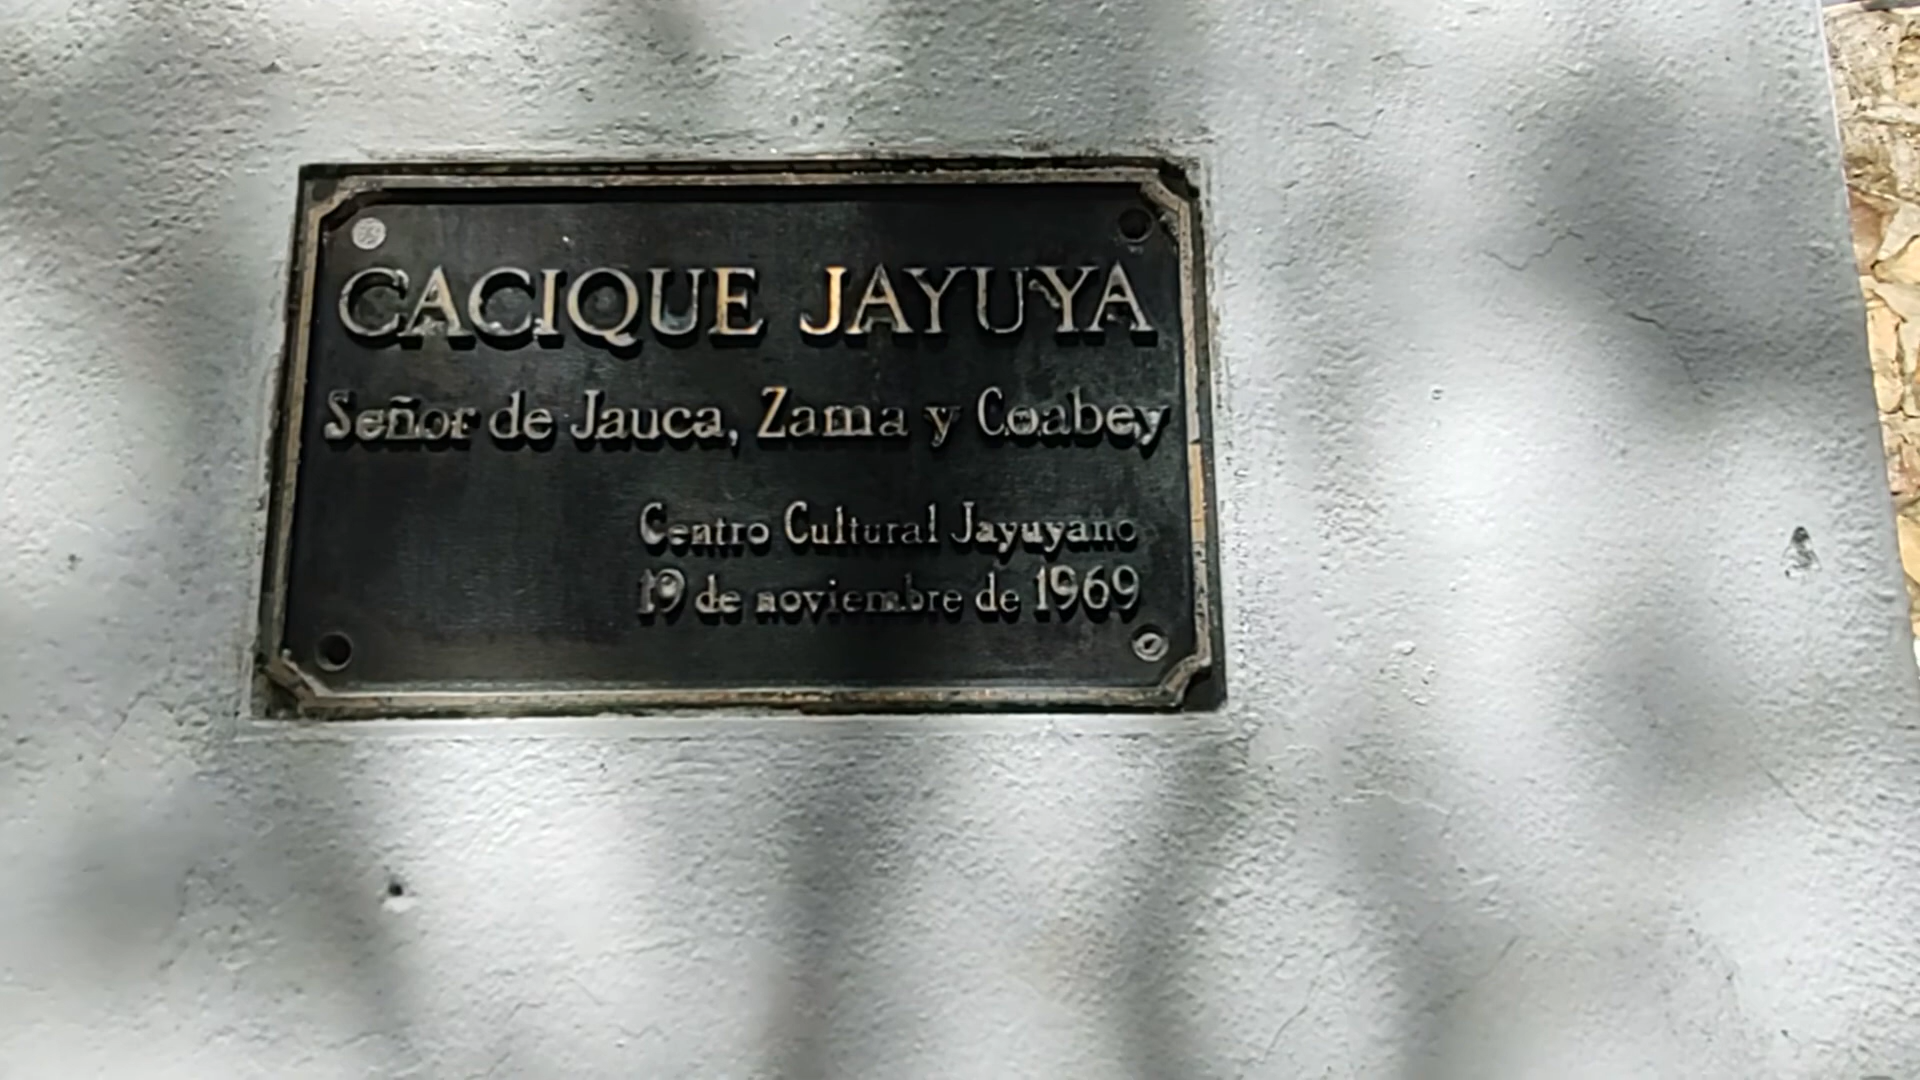 CACIQUE JAYUYA
Señor de Jauca, Zama y Coabey
Centro Cultural Jayuyano
19 de noviembre de 1969